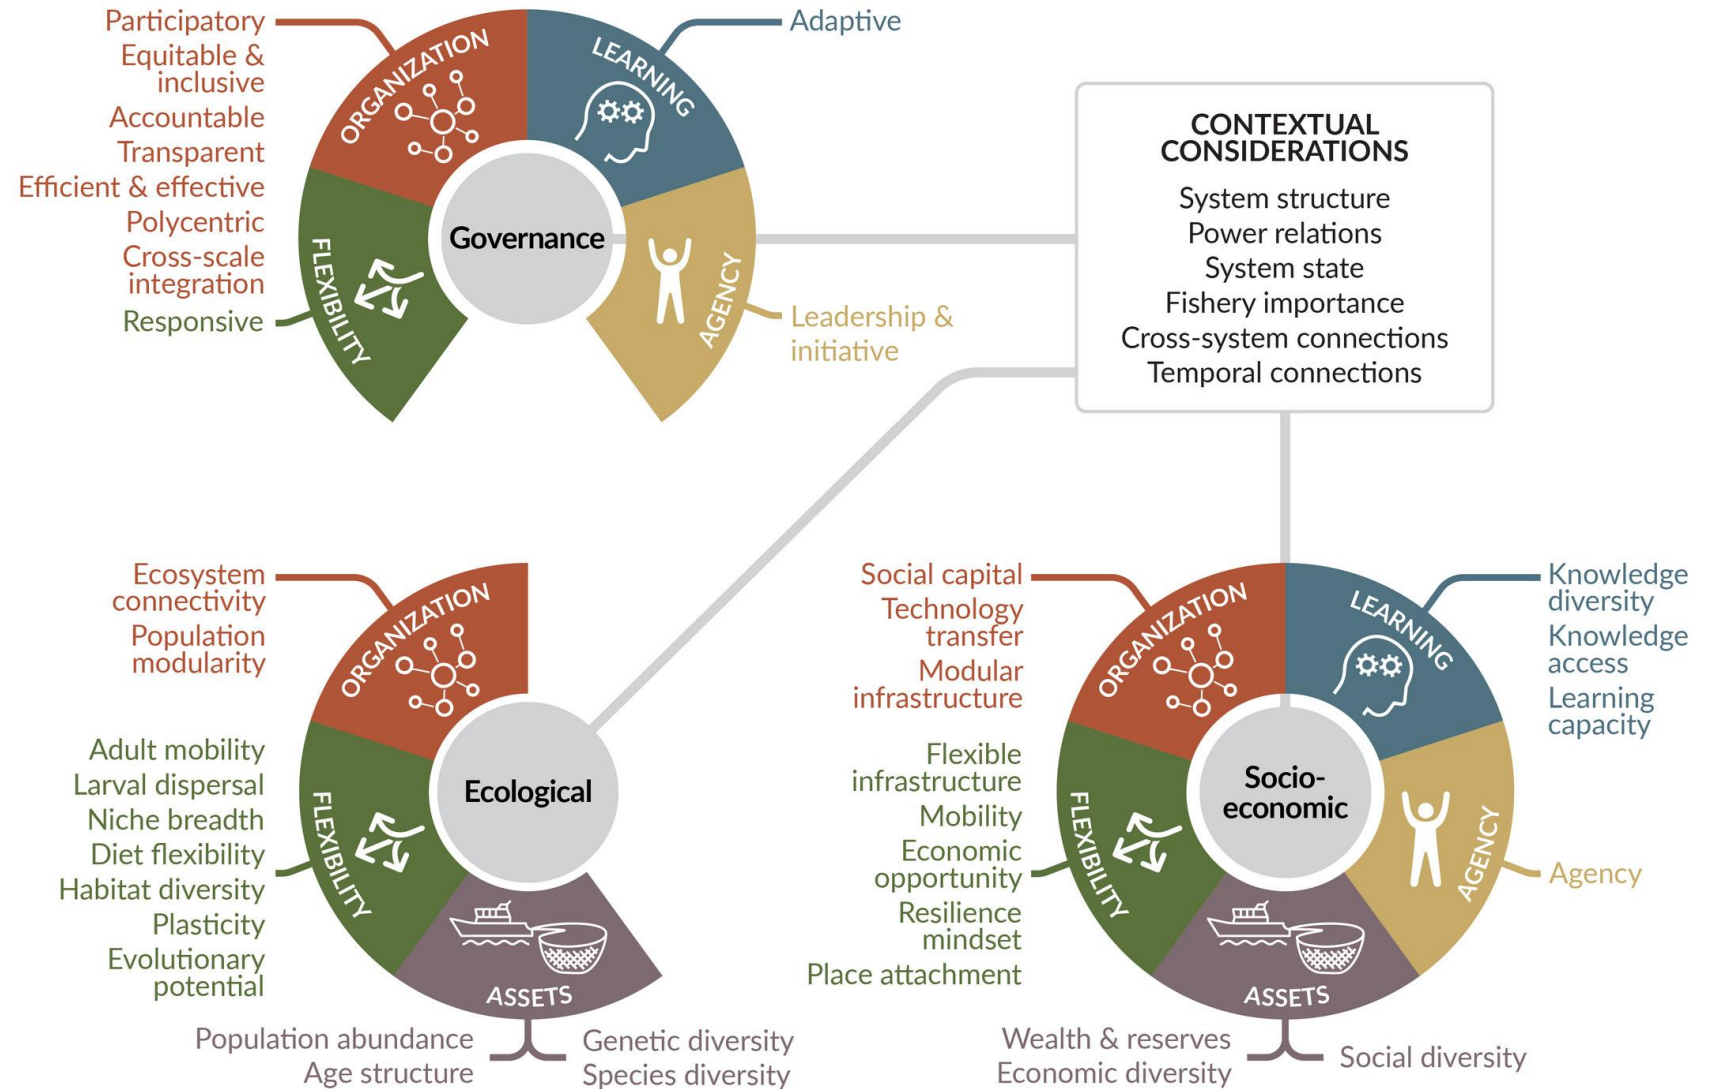 Participatory
Equitable &
inclusive
Accountable
Transparent
Efficient & effective
Polycentric
Cross-scale
integration
Responsive
ORGANIZATION
LEARNING
FLEXIBILITY
AGENCY
Governance
Adaptive
Leadership &
initiative
CONTEXTUAL
CONSIDERATIONS
System structure
Power relations
System state
Fishery importance
Cross-system connections
Temporal connections
Ecosystem
connectivity
Population
modularity
Adult mobility
Larval dispersal
Niche breadth
Diet flexibility
Habitat diversity
Plasticity
Evolutionary
potential
ORGANIZATION
FLEXIBILITY
ASSETS
Ecological
Population abundance
Age structure
Genetic diversity
Species diversity
Social capital
Technology
transfer
Modular
infrastructure
Flexible
infrastructure
Mobility
Economic
opportunity
Resilience
mindset
Place attachment
ORGANIZATION
LEARNING
FLEXIBILITY
AGENCY
ASSETS
Socio-
economic
Knowledge
diversity
Knowledge
access
Learning
capacity
Agency
Wealth & reserves
Economic diversity
Social diversity